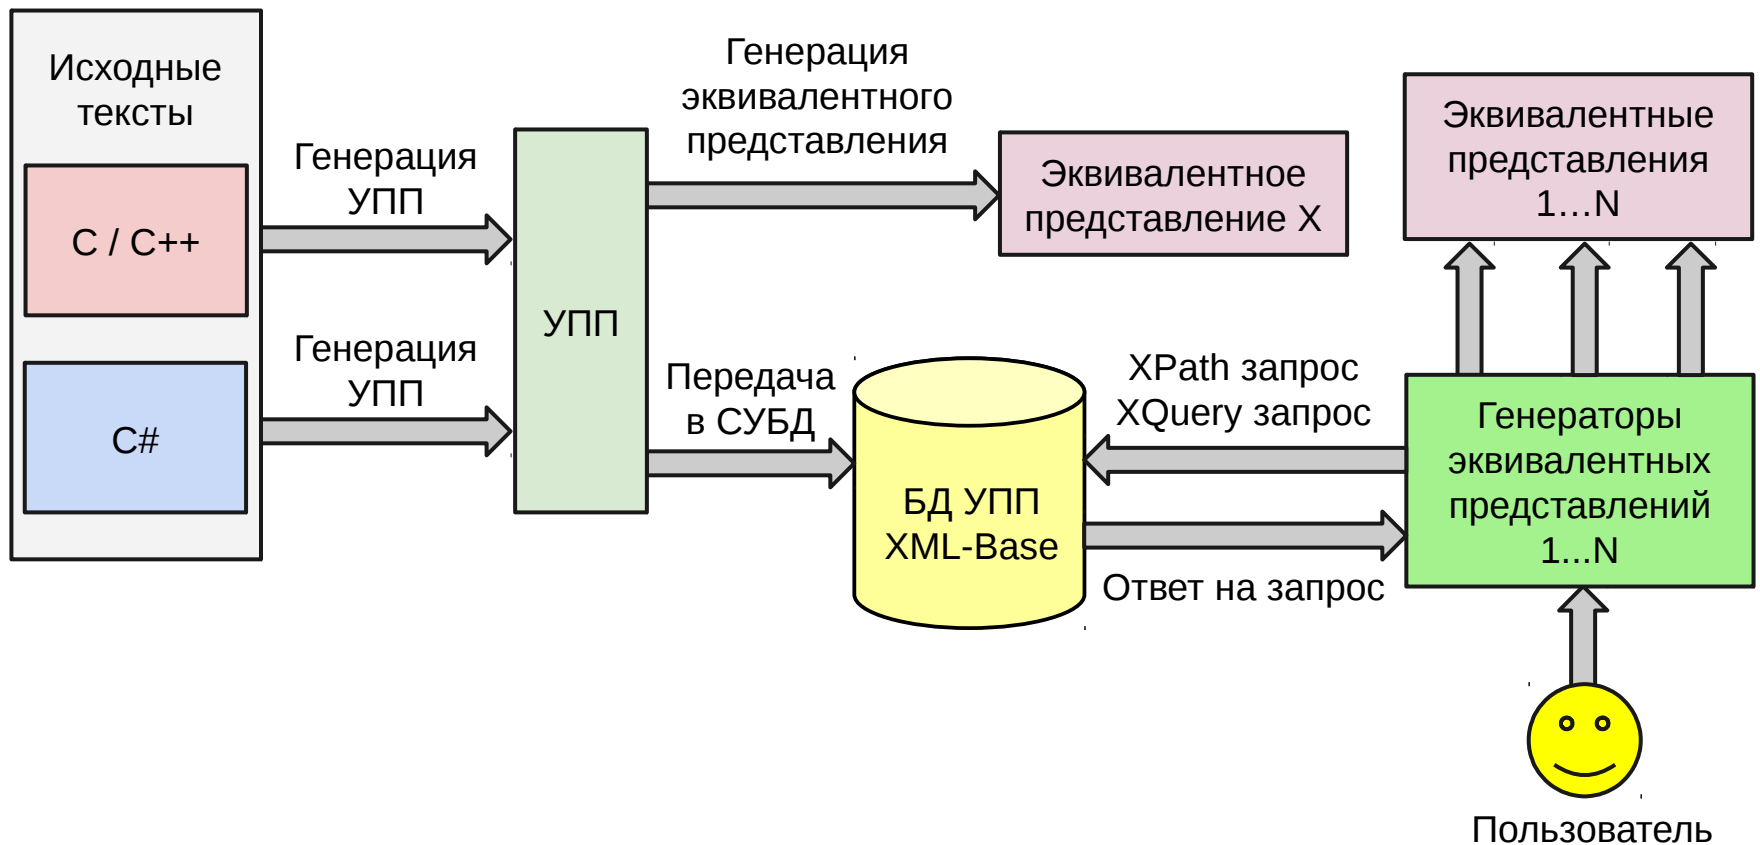 Исходные
тексты
C / C++
C#
Генерация
УПП
Генерация
УПП
УПП
Генерация
эквивалентного
представления
Эквивалентное
представление X
Передача
в СУБД
БД УПП
XML-Base
XPath запрос
XQuery запрос
Ответ на запрос
Эквивалентные
представления
1…N
Генераторы
эквивалентных
представлений
1...N
Пользователь